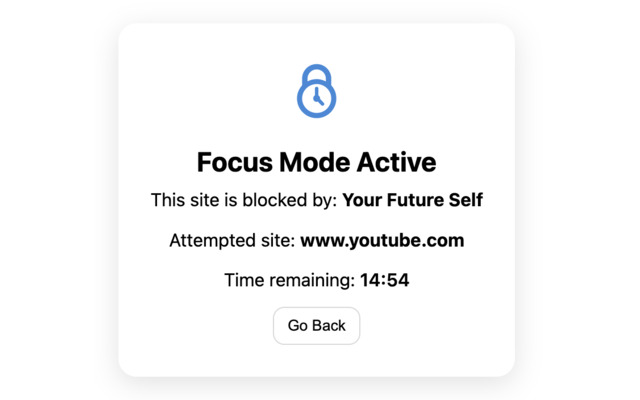 Focus Mode Active
This site is blocked by: Your Future Self
Attempted site: www.youtube.com
Time remaining: 14:54
Go Back